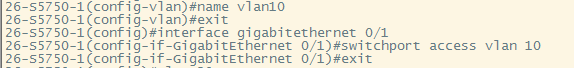 26-S5750-1(config-vlan)#name vlan10
26-S5750-1(config-vlan)#exit
26-S5750-1(config)#interface gigabitethernet 0/1
26-S5750-1(config-if-GigabitEthernet 0/1)#switchport access vlan 10
26-S5750-1(config-if-GigabitEthernet 0/1)#exit